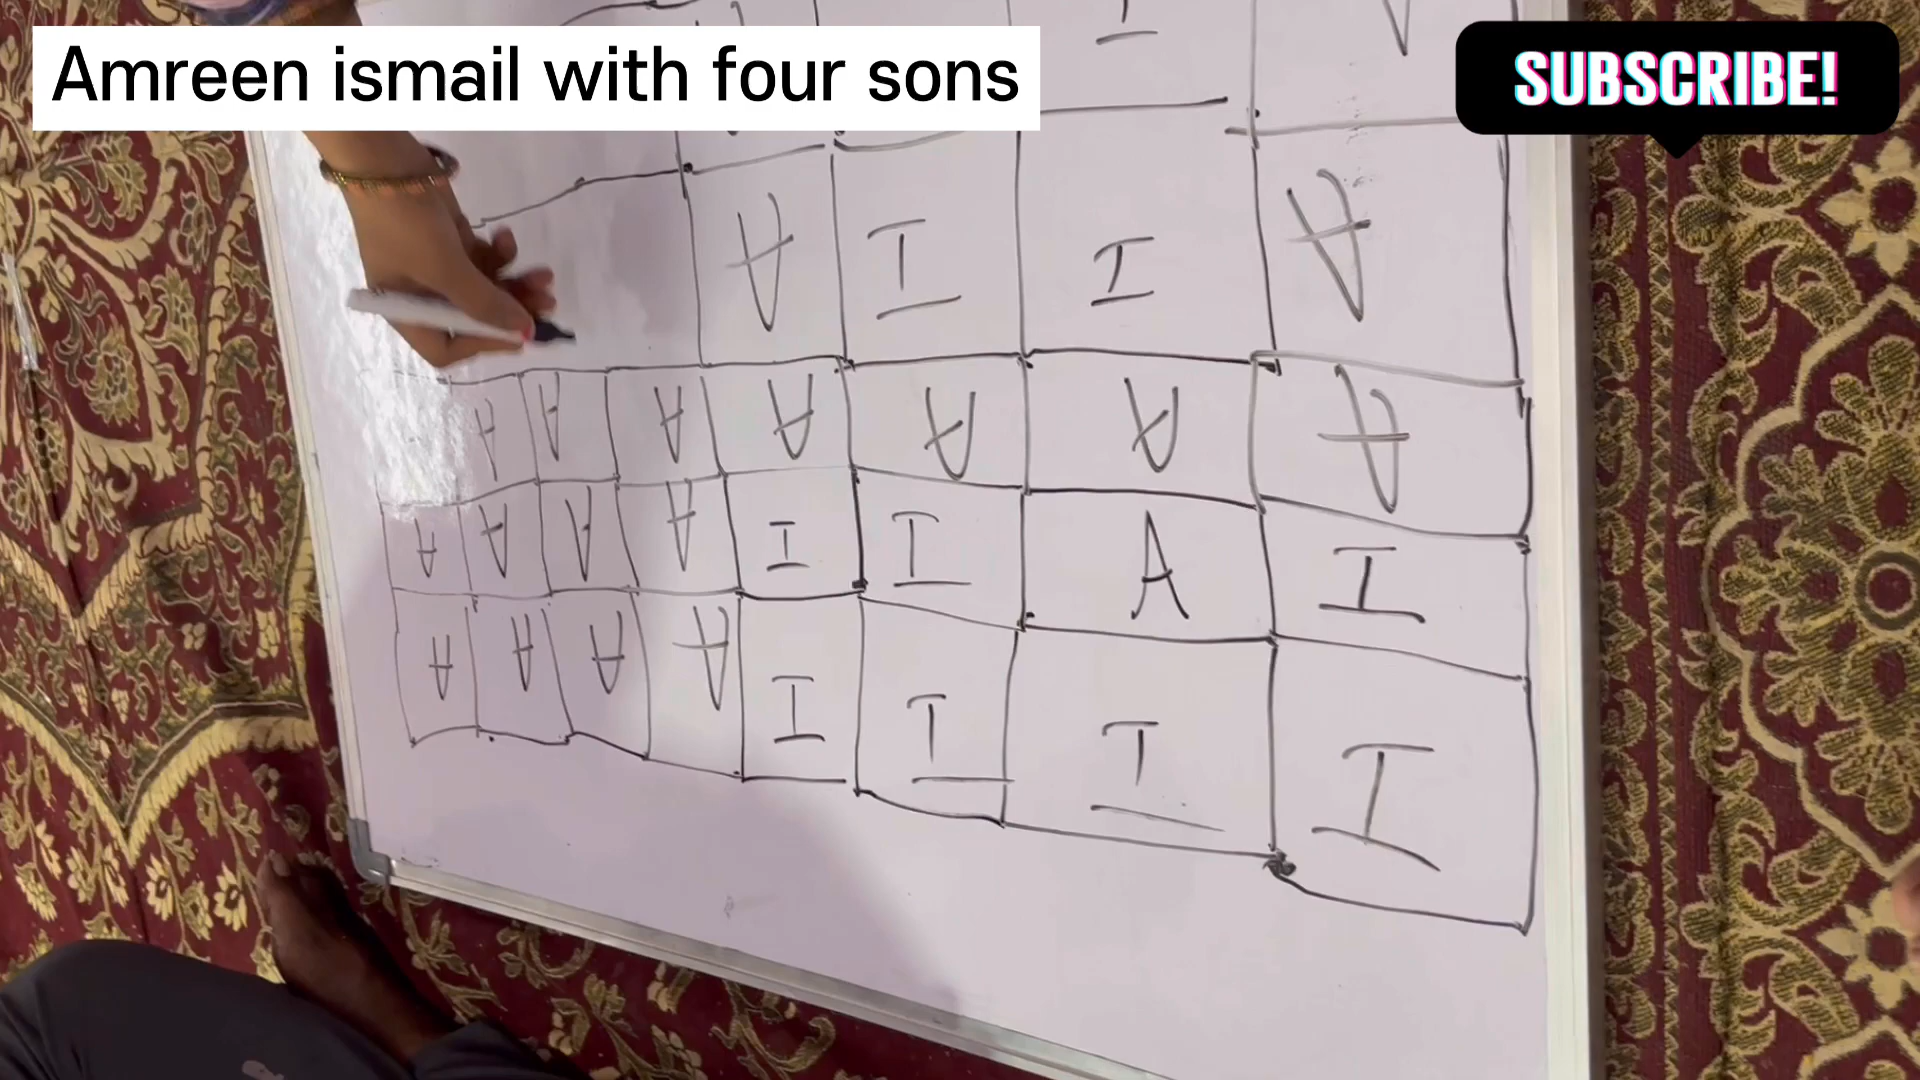 Amreen ismail with four sons
SUBSCRIBE!
I A
A I I A
A A A A A A A
A A A A I I A I
A A A A I I I I